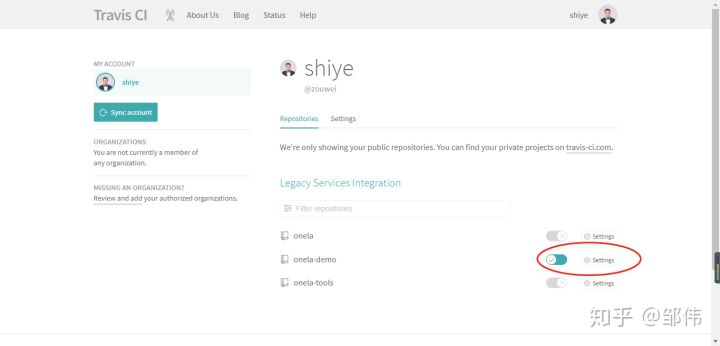 Travis CI
About Us
Blog
Status
Help
shiye
MY ACCOUNT
shiye
Sync account
ORGANIZATIONS
You are not currently a member of
any organization.
MISSING AN ORGANIZATION?
Review and add your authorized organizations.
shiye
@zouwei
Repositories
Settings
We're only showing your public repositories. You can find your private projects on travis-ci.com.
Legacy Services Integration
Filter repositories
onela
Settings
onela-demo
Settings
onela-tools
Settings
知乎 @邹伟